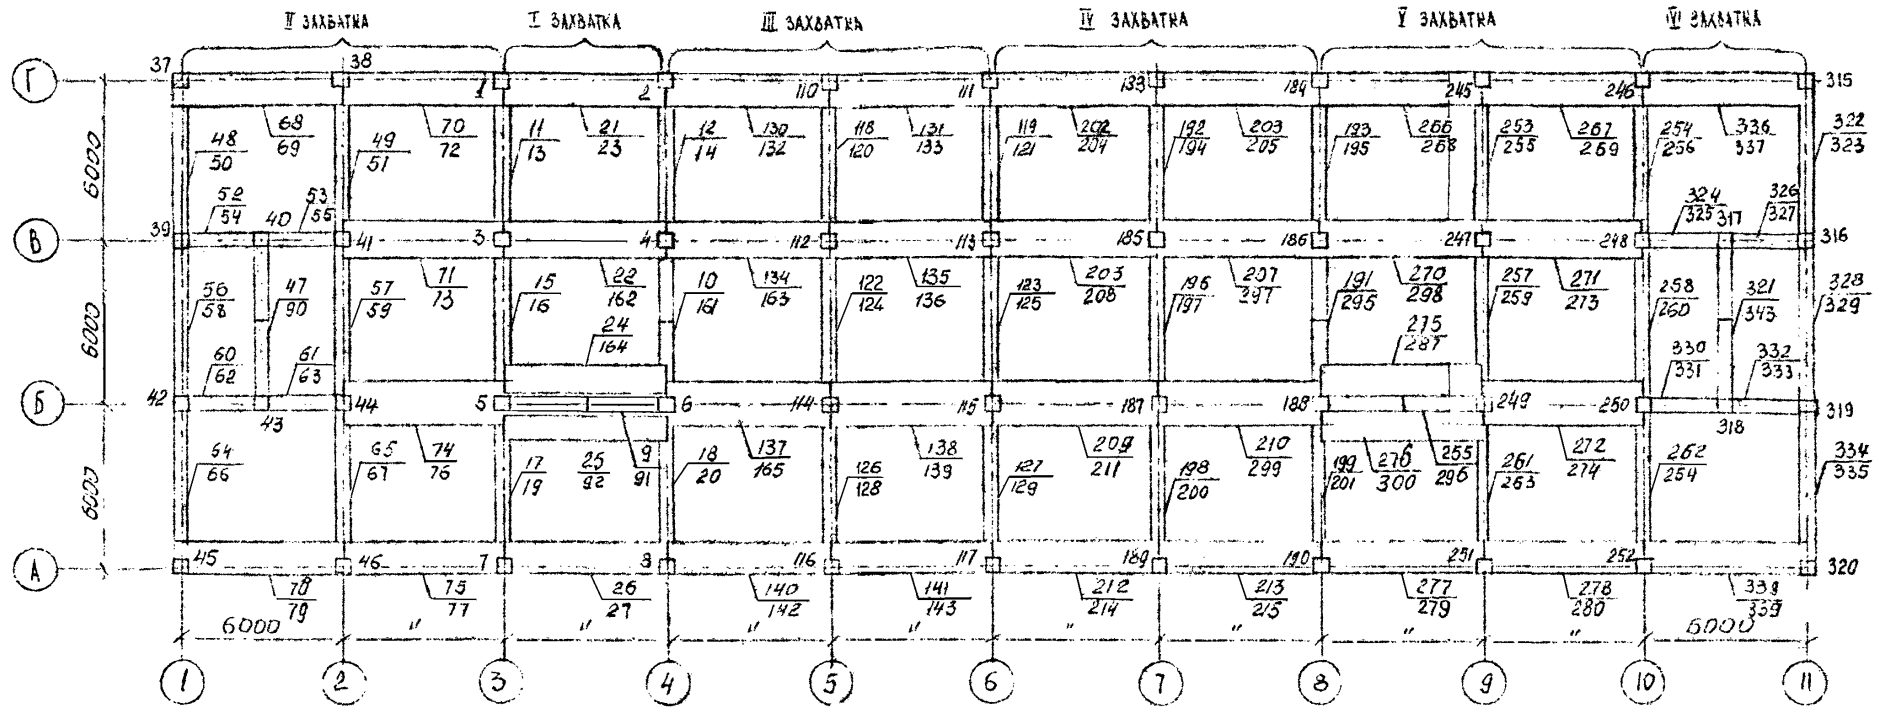 II ЗАХВАТКА I ЗАХВАТКА III ЗАХВАТКА IV ЗАХВАТКА V ЗАХВАТКА VI ЗАХВАТКА
37 38
Г 1 2 110 111 133 184 245 246 315
68 70 11 21 12 130 118 131 119 202 192 203 193 266 253 267 254 336 322
69 72 13 23 14 132 120 133 121 204 194 205 195 268 255 269 256 337 323
48 49
50 51
6000
52 53 324 326
54 40 55 325 317 327
39
В 41 3 4 112 113 185 186 247 248 316
56 47 57 71 15 22 10 134 122 135 123 203 196 207 191 270 257 271 258 321 328
58 90 59 73 16 162 161 163 124 136 125 208 197 297 295 298 259 273 260 343 329
6000
24 275
164 287
60 61 330 332
62 63 331 333
Б 42 43 44 5 6 114 115 187 188 249 250 318 319
64 65 74 17 25 9 18 137 126 138 127 209 198 210 199 276 255 261 272 262 334
66 67 76 19 92 91 20 165 128 139 129 211 200 299 201 300 296 263 274 254 335
6000
А 45 46 7 8 116 117 189 190 251 252 320
78 75 26 140 141 212 213 277 278 338
79 77 27 142 143 214 215 279 280 339
6000 " " " " " " " " 6000
1 2 3 4 5 6 7 8 9 10 11